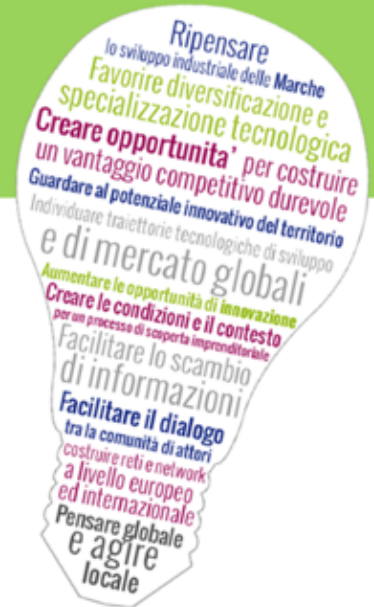 Ripensare
lo sviluppo industriale delle Marche
Favorire diversificazione e
specializzazione tecnologica
Creare opportunita' per costruire
un vantaggio competitivo durevole
Guardare al potenziale innovativo del territorio
Individuare traiettorie tecnologiche di sviluppo
e di mercato globali
Aumentare le opportunità di innovazione
Creare le condizioni e il contesto
per un processo di scoperta imprenditoriale
Facilitare lo scambio
di informazioni
Facilitare il dialogo
tra la comunità di attori
costruire reti e network
a livello europeo
ed internazionale
Pensare globale
e agire
locale